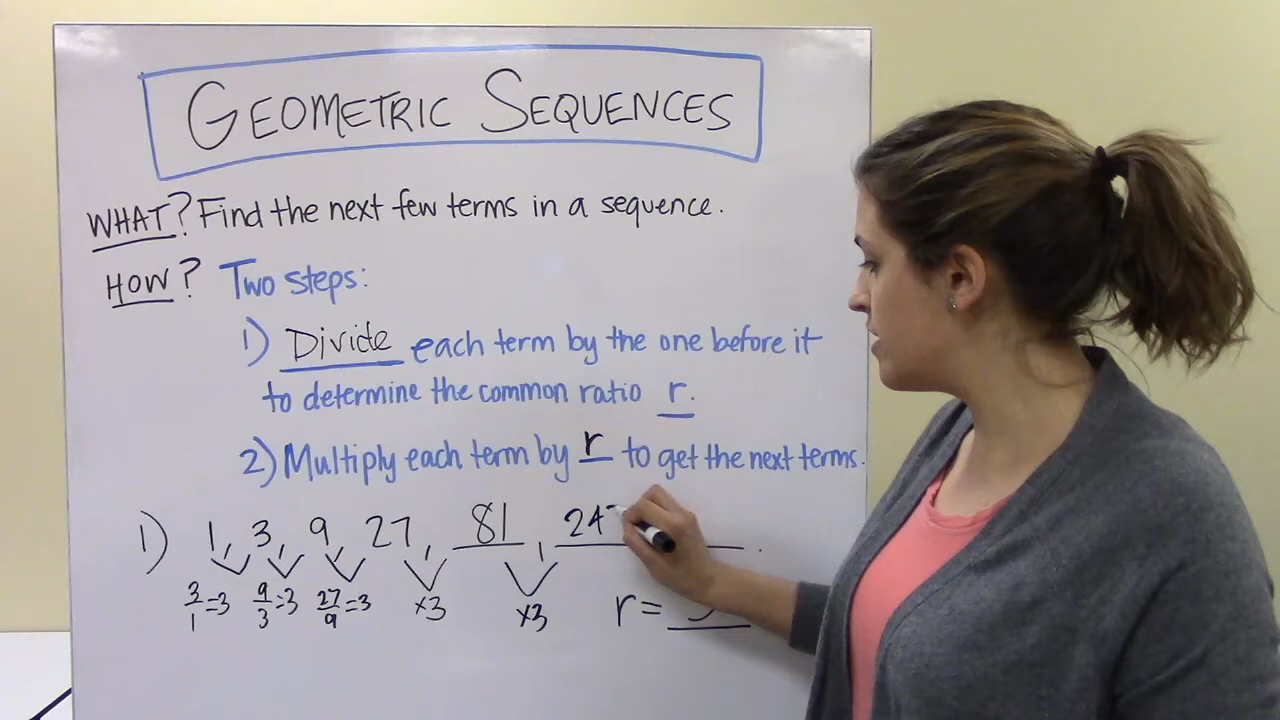 GEOMETRIC SEQUENCES
WHAT? Find the next few terms in a sequence.
HOW? Two steps:
1) Divide each term by the one before it
to determine the common ratio r.
2) Multiply each term by r to get the next terms.
1) 1, 3, 9, 27, 81, 24
3/1=3 9/3=3 27/9=3 x3 x3 r=